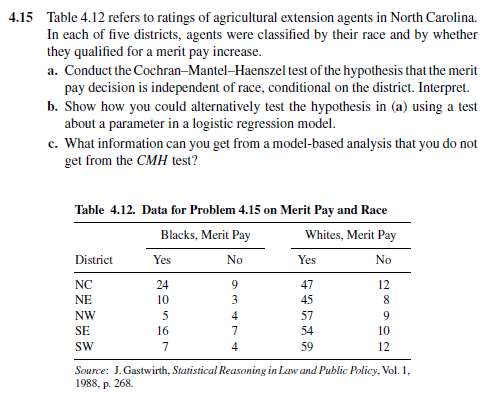 4.15 Table 4.12 refers to ratings of agricultural extension agents in North Carolina.
In each of five districts, agents were classified by their race and by whether
they qualified for a merit pay increase.
a. Conduct the Cochran–Mantel–Haenszel test of the hypothesis that the merit
pay decision is independent of race, conditional on the district. Interpret.
b. Show how you could alternatively test the hypothesis in (a) using a test
about a parameter in a logistic regression model.
c. What information can you get from a model-based analysis that you do not
get from the CMH test?
Table 4.12. Data for Problem 4.15 on Merit Pay and Race
Blacks, Merit Pay Whites, Merit Pay
District Yes No Yes No
NC 24 9 47 12
NE 10 3 45 8
NW 5 4 57 9
SE 16 7 54 10
SW 7 4 59 12
Source: J. Gastwirth, Statistical Reasoning in Law and Public Policy, Vol. 1,
1988, p. 268.